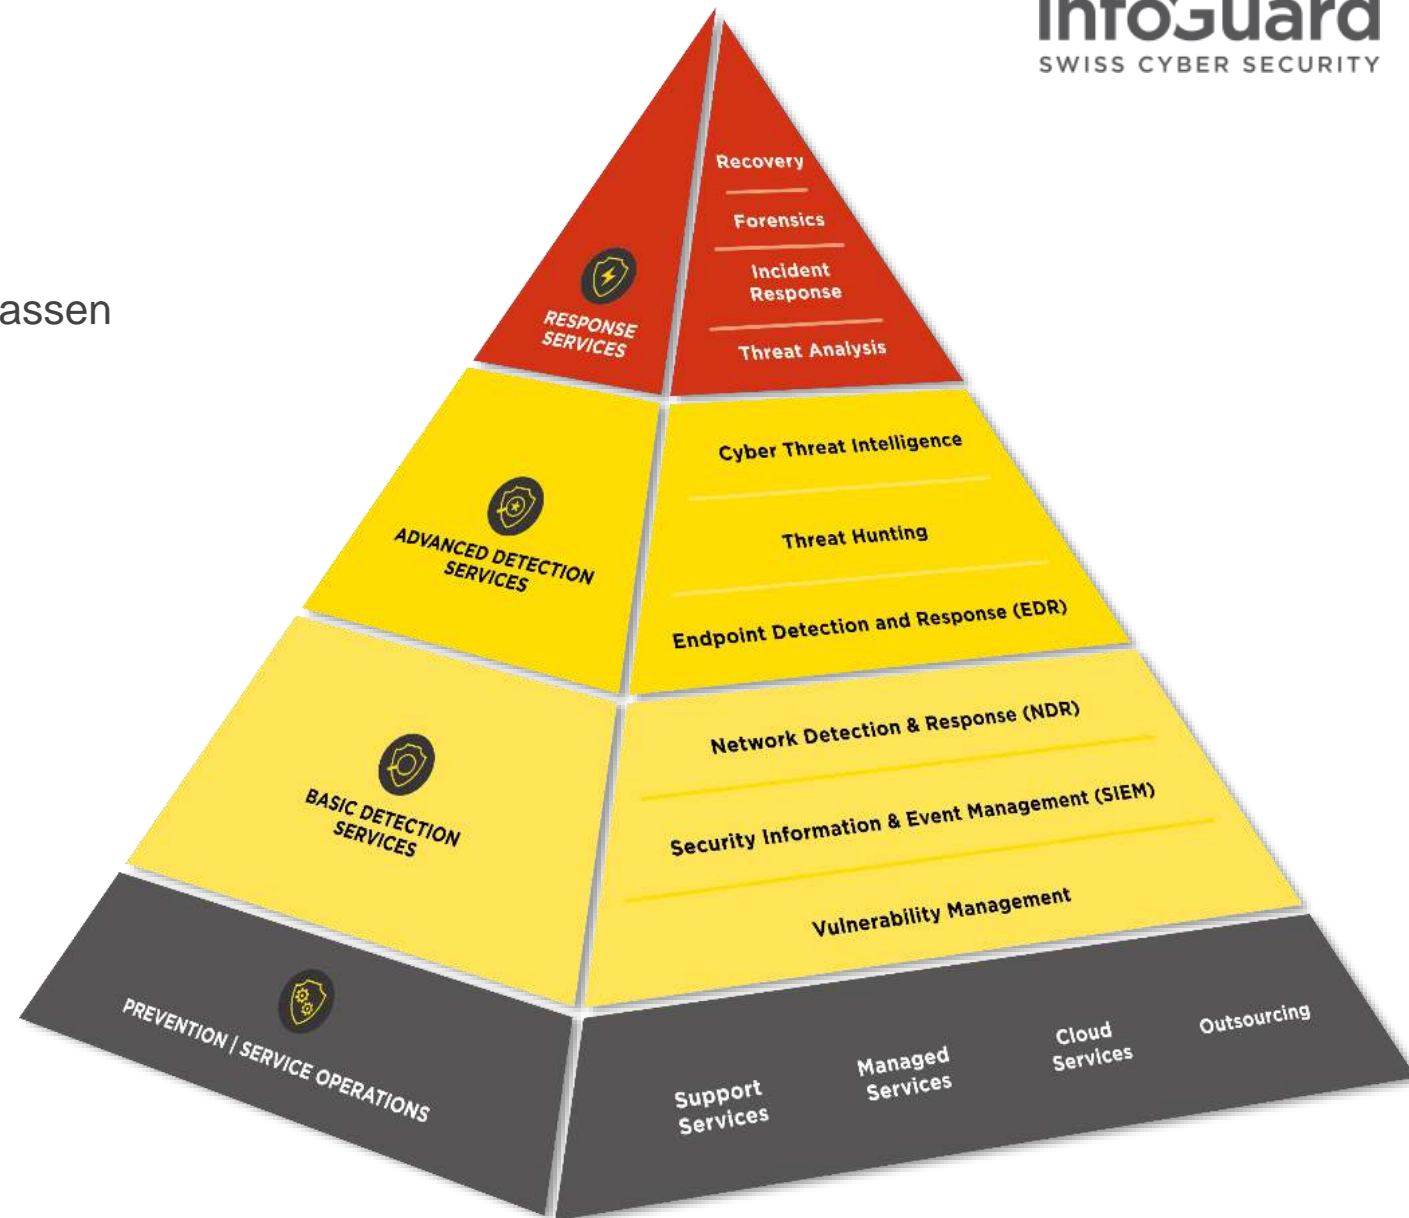 InfoGuard
SWISS CYBER SECURITY
assen
Recovery
Forensics
Incident
Response
Threat Analysis
RESPONSE
SERVICES
Cyber Threat Intelligence
Threat Hunting
Endpoint Detection and Response (EDR)
ADVANCED DETECTION
SERVICES
Network Detection & Response (NDR)
Security Information & Event Management (SIEM)
Vulnerability Management
BASIC DETECTION
SERVICES
PREVENTION | SERVICE OPERATIONS
Support
Services
Managed
Services
Cloud
Services
Outsourcing